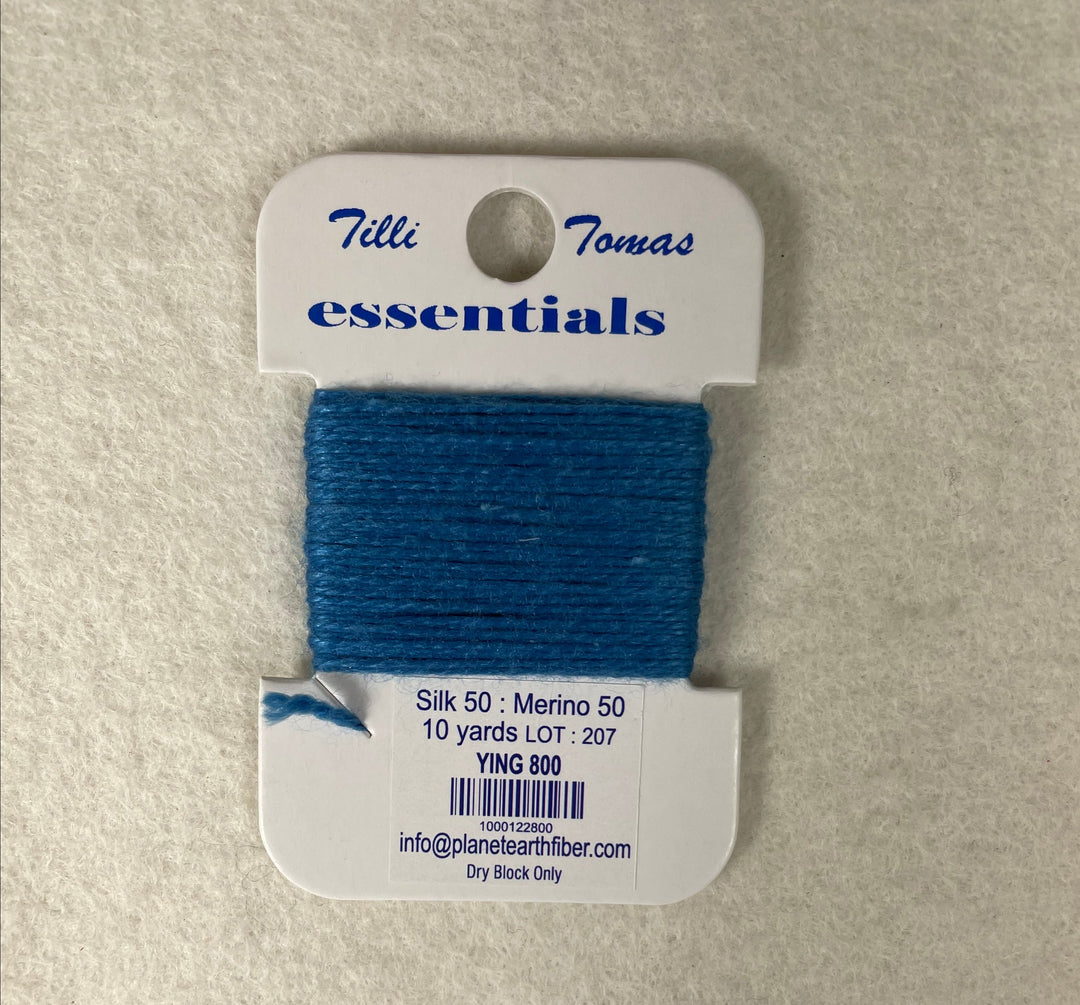 Tilli Tomas
essentials
Silk 50 : Merino 50
10 yards LOT : 207
YING 800
1000122800
info@planetearthfiber.com
Dry Block Only